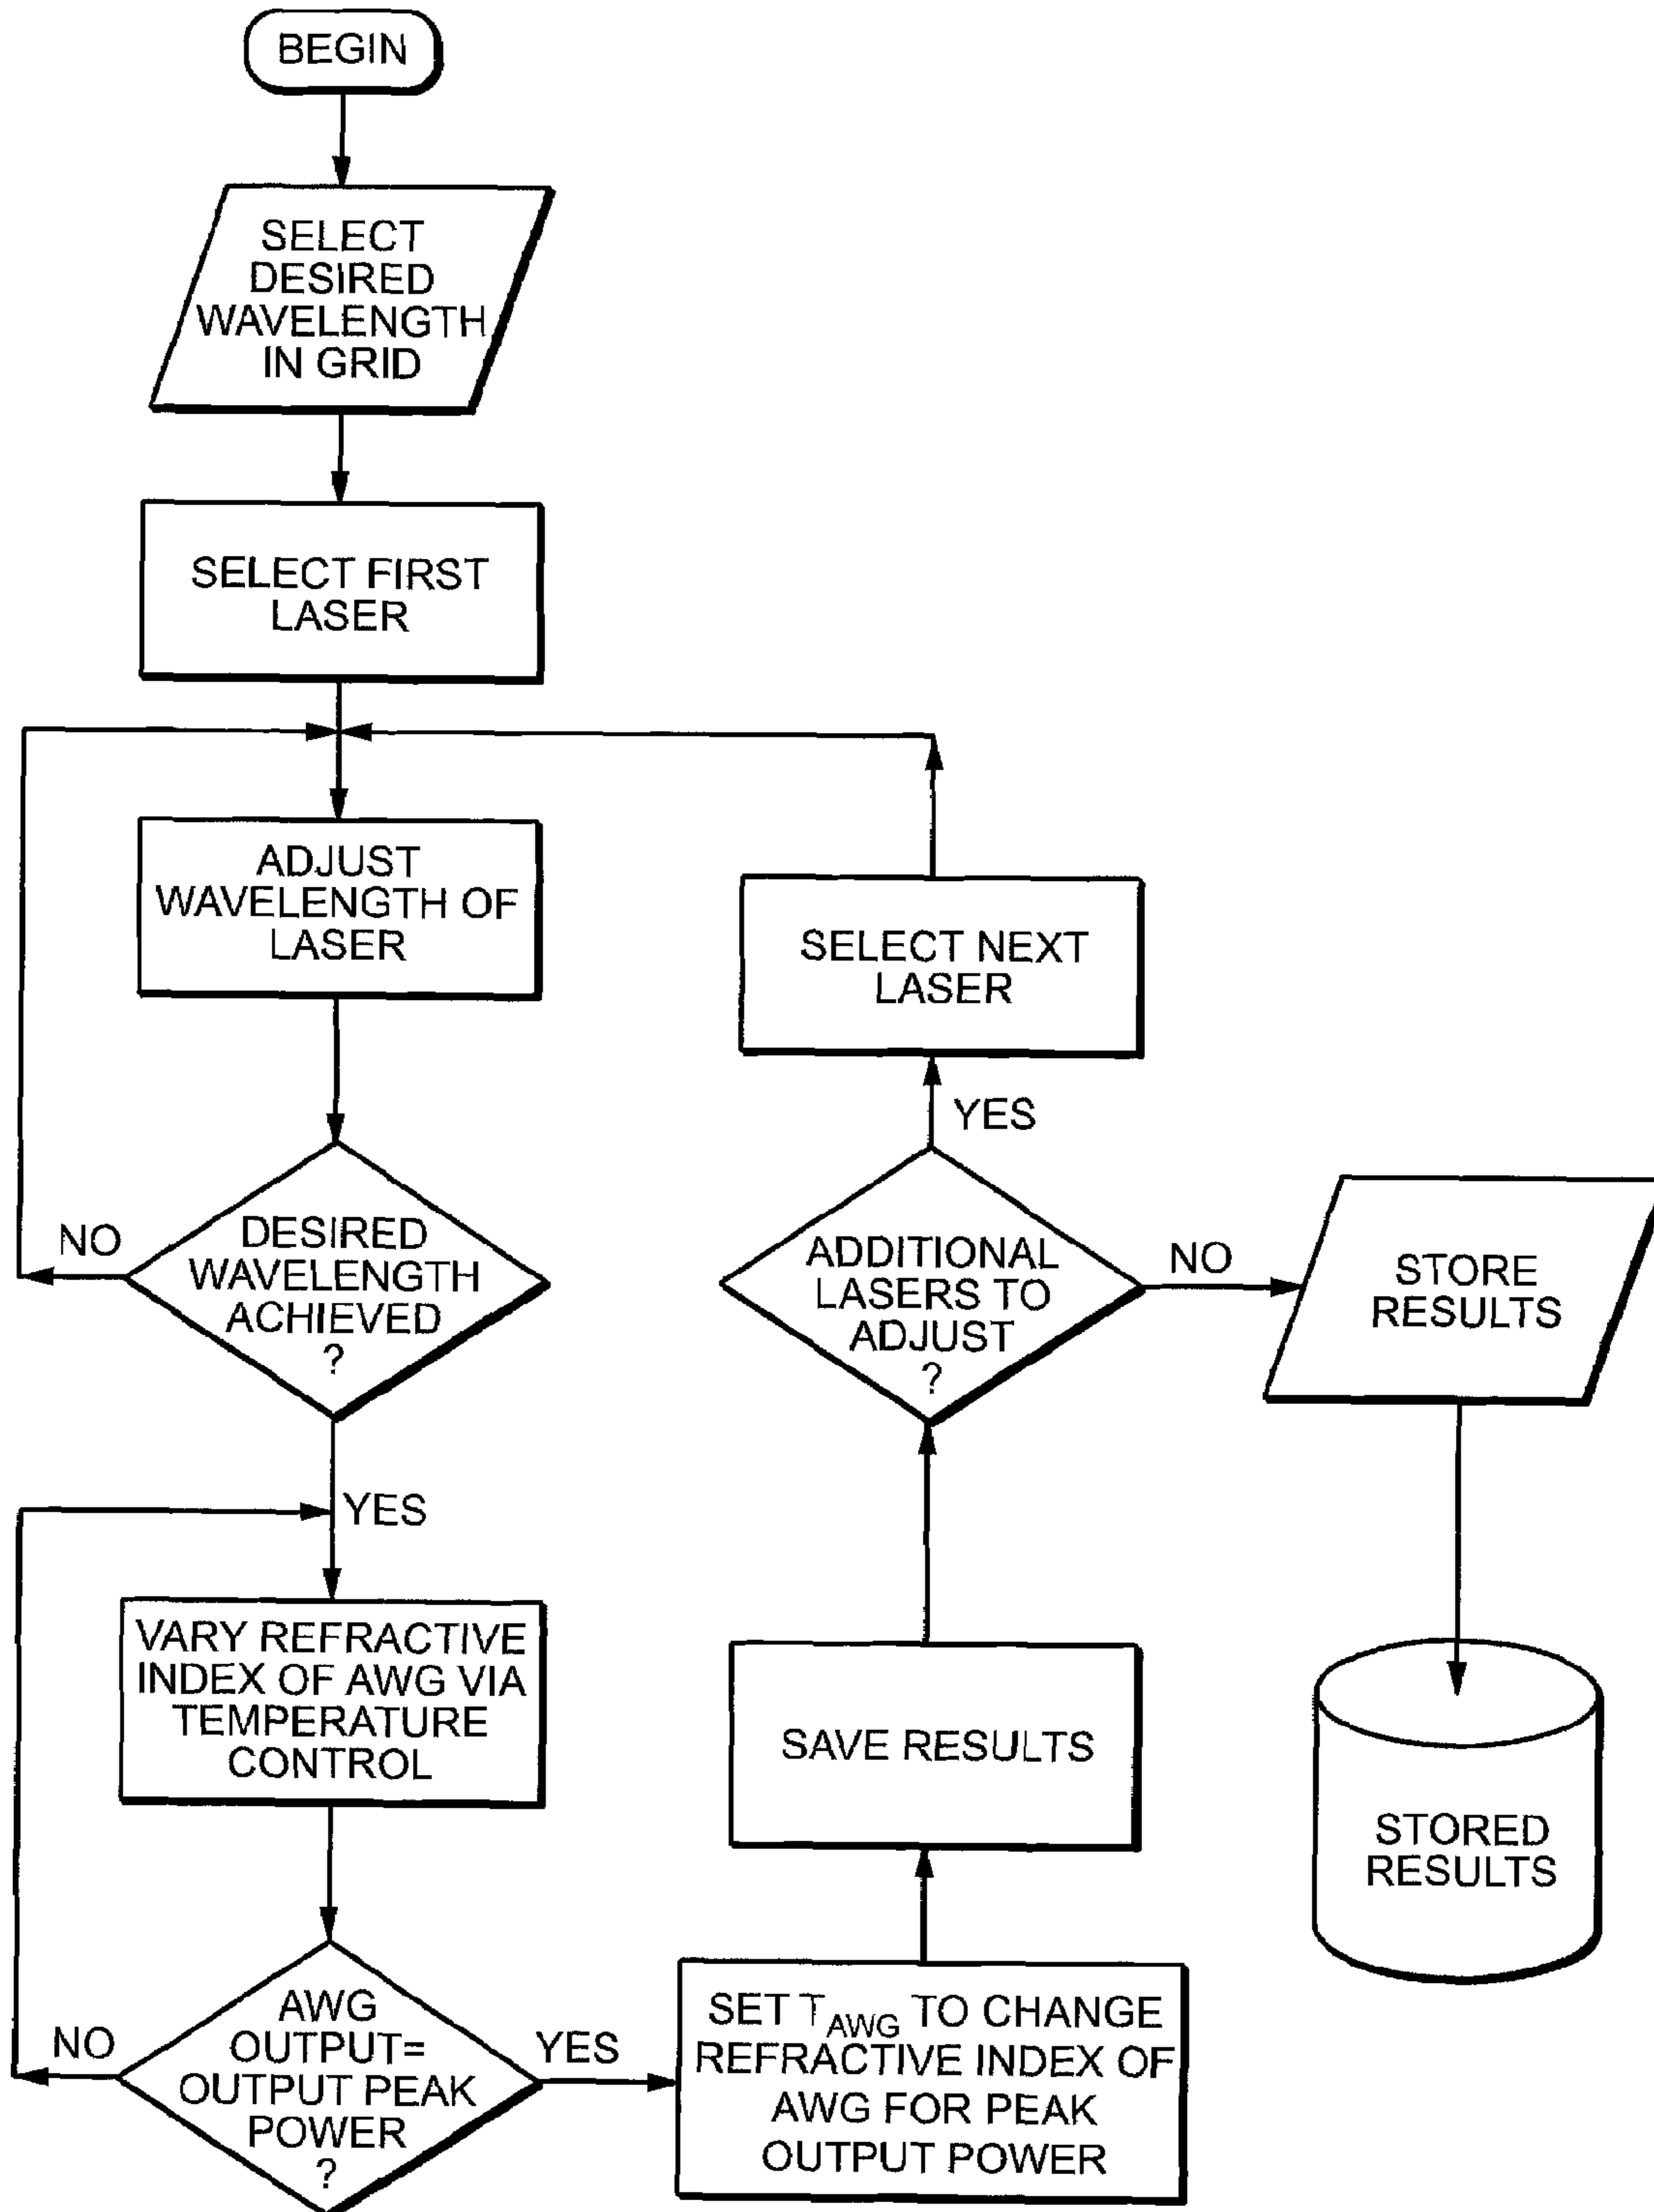 BEGIN
SELECT
DESIRED
WAVELENGTH
IN GRID
SELECT FIRST
LASER
ADJUST
WAVELENGTH OF
LASER
DESIRED
WAVELENGTH
ACHIEVED
?
NO
YES
VARY REFRACTIVE
INDEX OF AWG VIA
TEMPERATURE
CONTROL
AWG
OUTPUT=
OUTPUT PEAK
POWER
?
NO
YES
SET TAWG TO CHANGE
REFRACTIVE INDEX OF
AWG FOR PEAK
OUTPUT POWER
SAVE RESULTS
ADDITIONAL
LASERS TO
ADJUST
?
YES
SELECT NEXT
LASER
NO
STORE
RESULTS
STORED
RESULTS